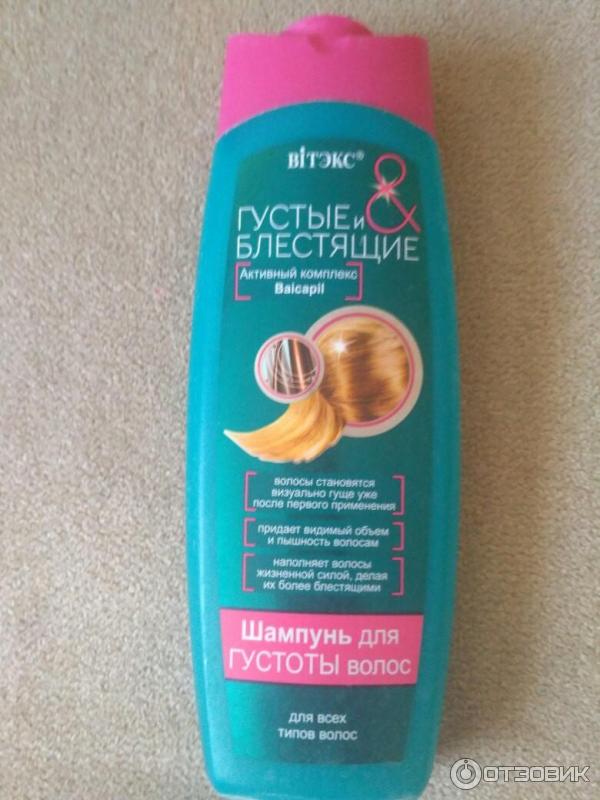 вiтэкс®
ГУСТЫЕ и &
БЛЕСТЯЩИЕ
Активный комплекс
Baicapil
волосы становятся
визуально гуще уже
после первого применения
придает видимый объем
и пышность волосам
наполняет волосы
жизненной силой, делая
их более блестящими
Шампунь для
ГУСТОТЫ волос
для всех
типов волос
ОТЗОВИК